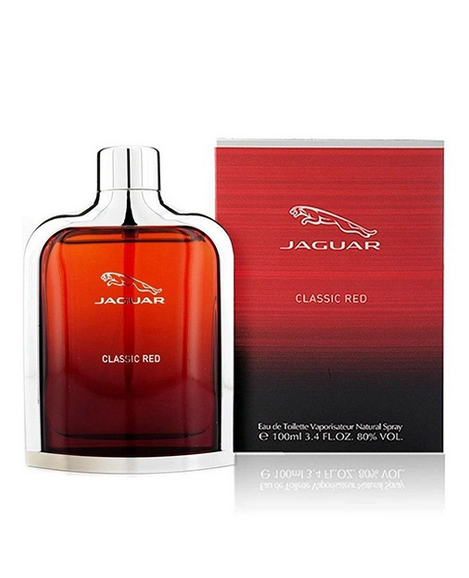 JAGUAR
CLASSIC RED
JAGUAR
CLASSIC RED
Eau de Toilette Vaporisateur Natural Spray
℮ 100ml 3.4 FL.OZ. 80% VOL.